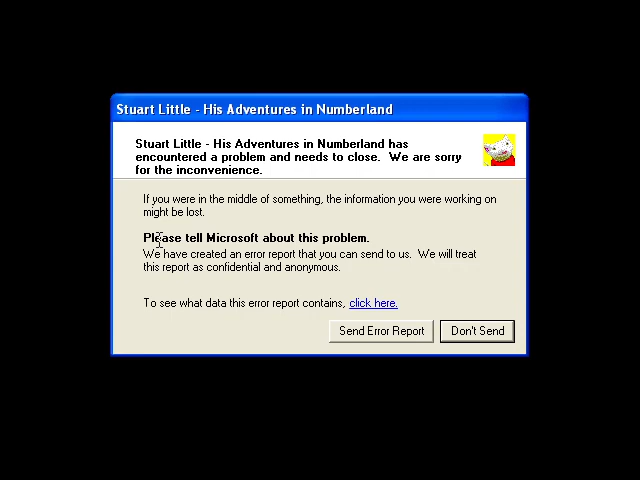 Stuart Little - His Adventures in Numberland
Stuart Little - His Adventures in Numberland has
encountered a problem and needs to close.  We are sorry
for the inconvenience.
If you were in the middle of something, the information you were working on
might be lost.
Please tell Microsoft about this problem.
We have created an error report that you can send to us.  We will treat
this report as confidential and anonymous.
To see what data this error report contains, click here.
Send Error Report
Don't Send